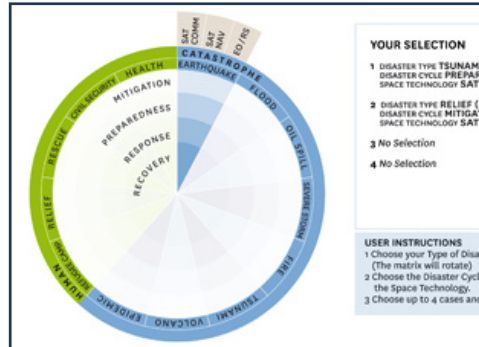 SAT COMM
SAT NAV
EO / RS
CATASTROPHE
EARTHQUAKE
FLOOD
OIL SPILL
SEVERE STORM
FIRE
TSUNAMI
VOLCANO
EPIDEMIC
HUMAN
REFUGEE CAMP
RELIEF
RESCUE
CIVIL SECURITY
HEALTH
MITIGATION
PREPAREDNESS
RESPONSE
RECOVERY
YOUR SELECTION
1 DISASTER TYPE TSUNAM
DISASTER CYCLE PREPAR
SPACE TECHNOLOGY SAT
2 DISASTER TYPE RELIEF (
DISASTER CYCLE MITIGAT
SPACE TECHNOLOGY SAT
3 No Selection
4 No Selection
USER INSTRUCTIONS
1 Choose your Type of Disa
(The matrix will rotate)
2 Choose the Disaster Cycl
the Space Technology.
3 Choose up to 4 cases and